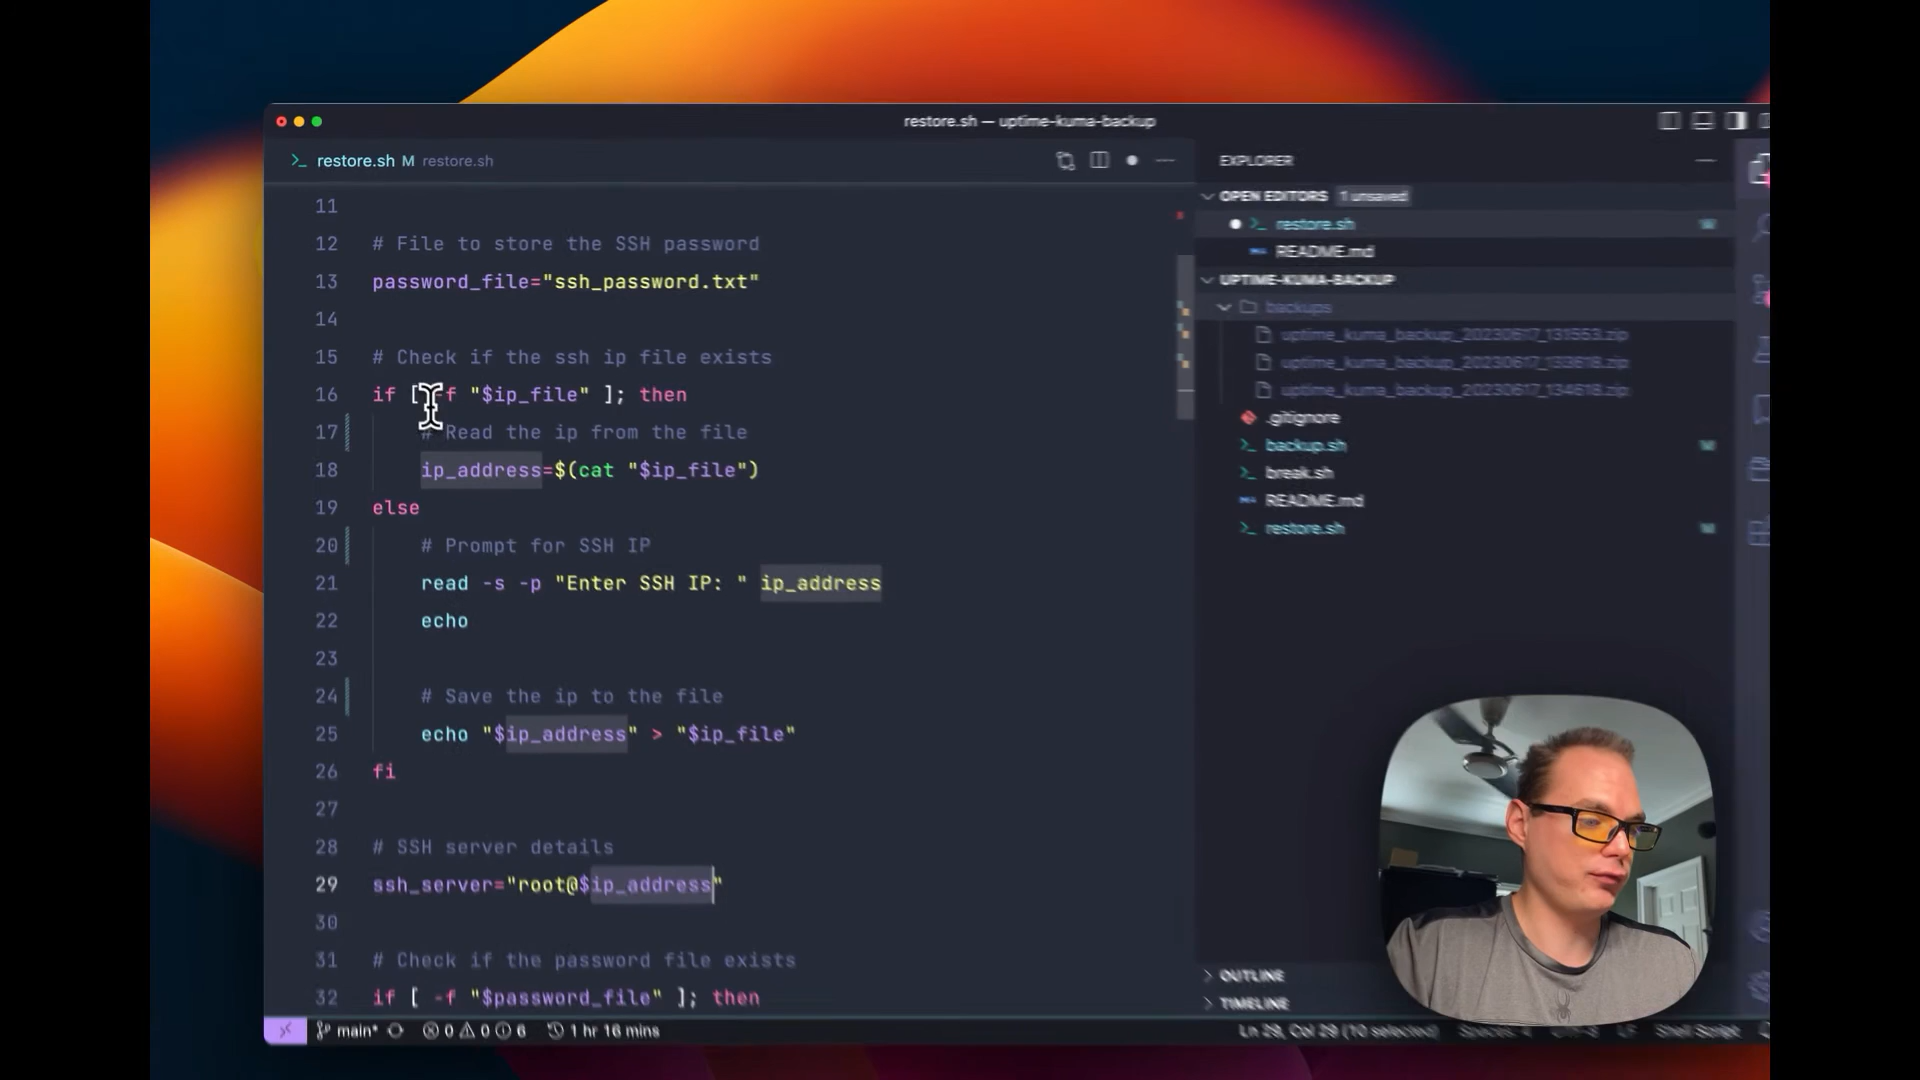 restore.sh — uptime-kuma-backup
>_ restore.sh M restore.sh
11
12 # File to store the SSH password
13 password_file="ssh_password.txt"
14
15 # Check if the ssh ip file exists
16 if [ -f "$ip_file" ]; then
17 # Read the ip from the file
18 ip_address=$(cat "$ip_file")
19 else
20 # Prompt for SSH IP
21 read -s -p "Enter SSH IP: " ip_address
22 echo
23
24 # Save the ip to the file
25 echo "$ip_address" > "$ip_file"
26 fi
27
28 # SSH server details
29 ssh_server="root@$ip_address"
30
31 # Check if the password file exists
32 if [ -f "$password_file" ]; then
EXPLORER
OPEN EDITORS 1 unsaved
restore.sh M
README.md
UPTIME-KUMA-BACKUP
backups
uptime_kuma_backup_20230617_131553.zip
uptime_kuma_backup_20230617_133618.zip
uptime_kuma_backup_20230617_134618.zip
.gitignore
backup.sh M
break.sh
README.md
restore.sh M
OUTLINE
TIMELINE
main* 0 0 6 1 hr 16 mins
Ln 29, Col 29 (10 selected) Spaces: 4 UTF-8 LF Shell Script